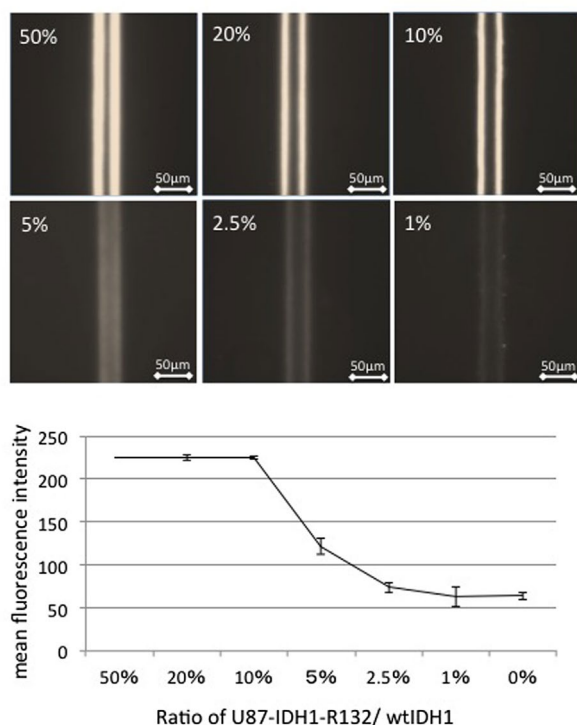 50%
20%
10%
50µm
50µm
50µm
5%
2.5%
1%
50µm
50µm
50µm
mean fluorescence intensity
250
200
150
100
50
0
50% 20% 10% 5% 2.5% 1% 0%
Ratio of U87-IDH1-R132/ wtIDH1